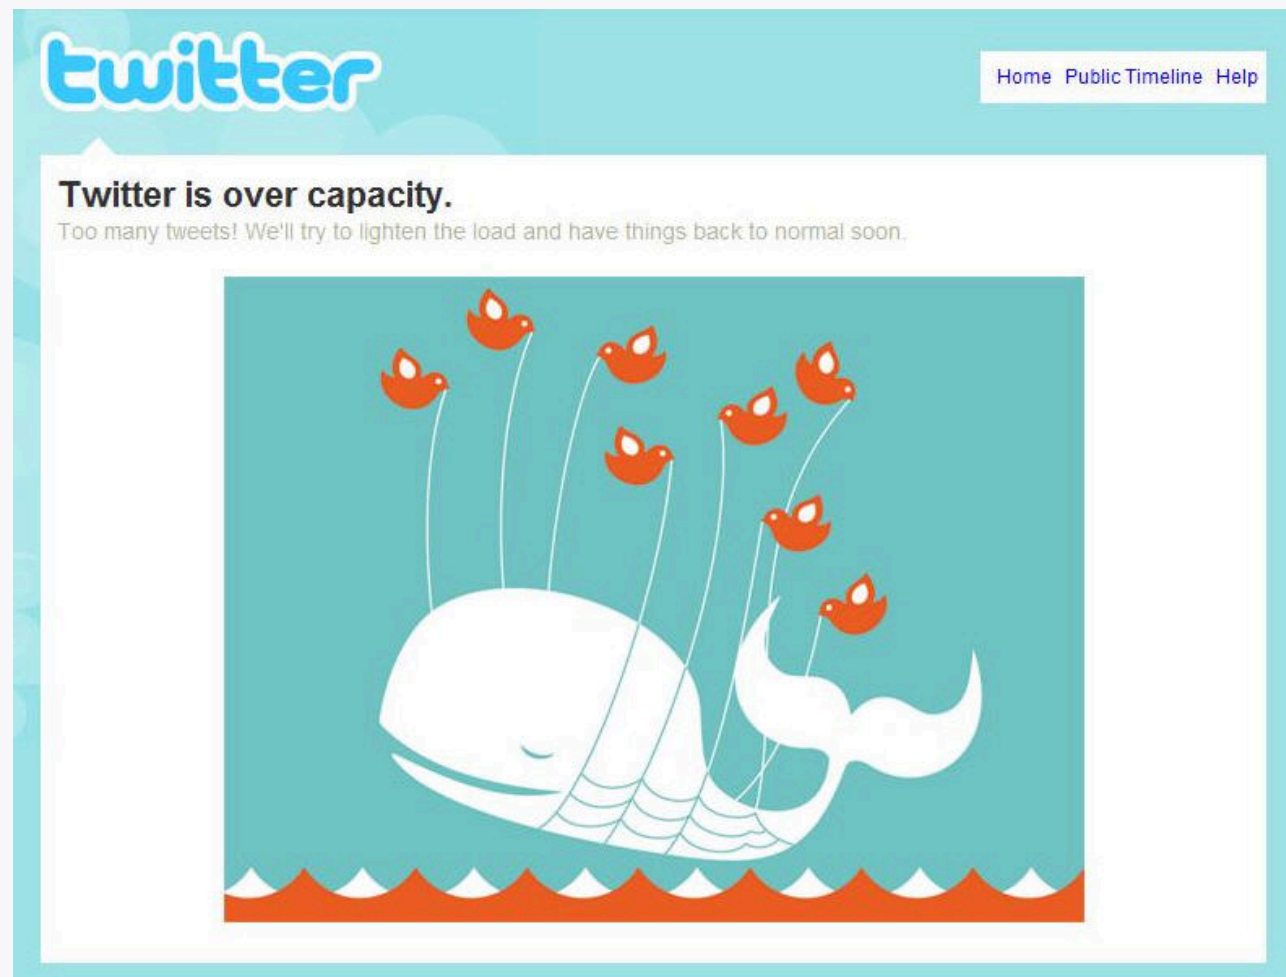 twitter
Home Public Timeline Help
Twitter is over capacity.
Too many tweets! We'll try to lighten the load and have things back to normal soon.